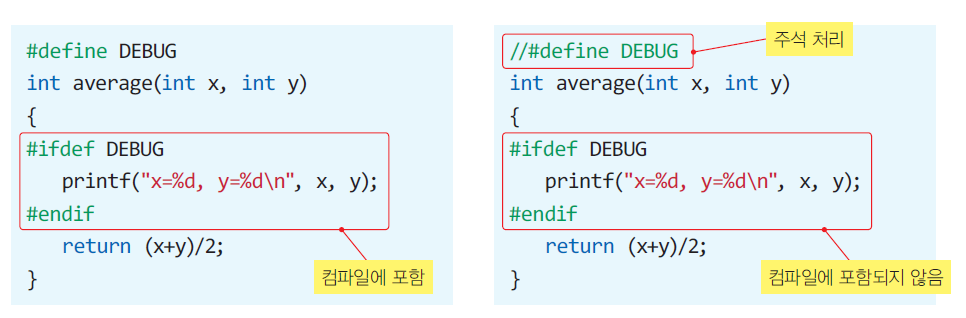 #define DEBUG
int average(int x, int y)
{
#ifdef DEBUG
printf("x=%d, y=%d\n", x, y);
#endif
return (x+y)/2;
}
컴파일에 포함
//#define DEBUG
주석 처리
int average(int x, int y)
{
#ifdef DEBUG
printf("x=%d, y=%d\n", x, y);
#endif
return (x+y)/2;
}
컴파일에 포함되지 않음